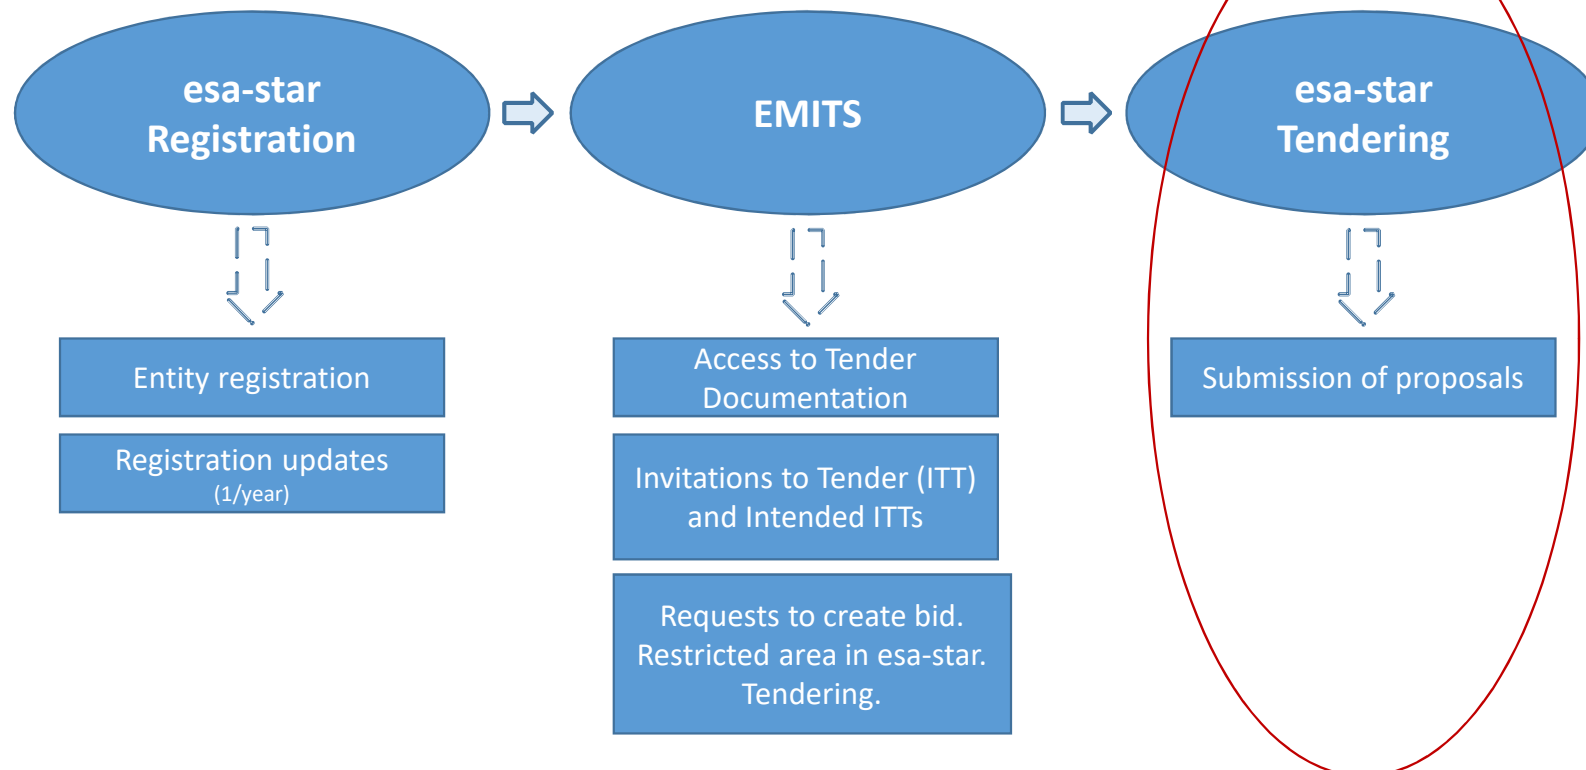 esa-star
Registration
EMITS
esa-star
Tendering
Entity registration
Registration updates
(1/year)
Access to Tender
Documentation
Invitations to Tender (ITT)
and Intended ITTs
Requests to create bid.
Restricted area in esa-star.
Tendering.
Submission of proposals